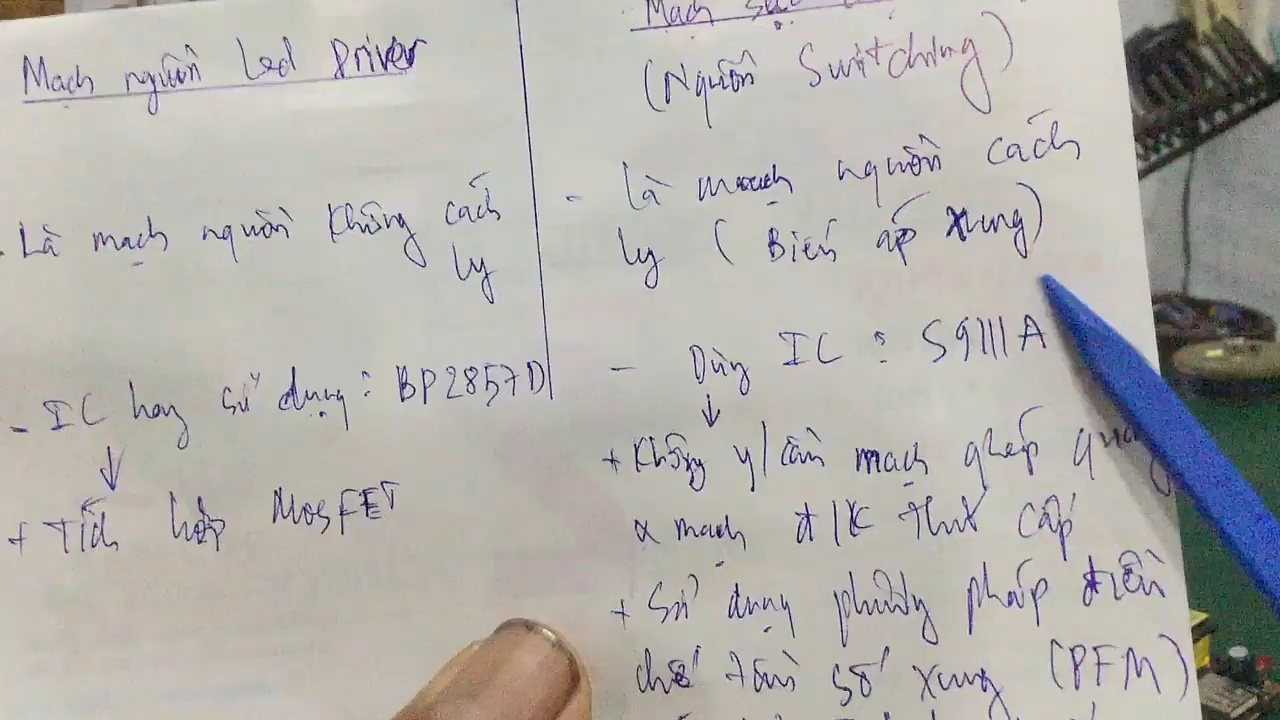 Mạch nguồn Led Driver
- Là mạch nguồn không cách
ly
- IC hay sử dụng : BP2857D
+ Tích hợp MOSFET
Mạch
(Nguồn Switching)
- Là mạch nguồn cách
ly (Biến áp xung)
- Dùng IC : S9111A
+ Không y/cầu mạch ghép quang
& mạch đ/k thứ cấp
+ Sử dụng phương pháp điều
chế tần số xung (PFM)